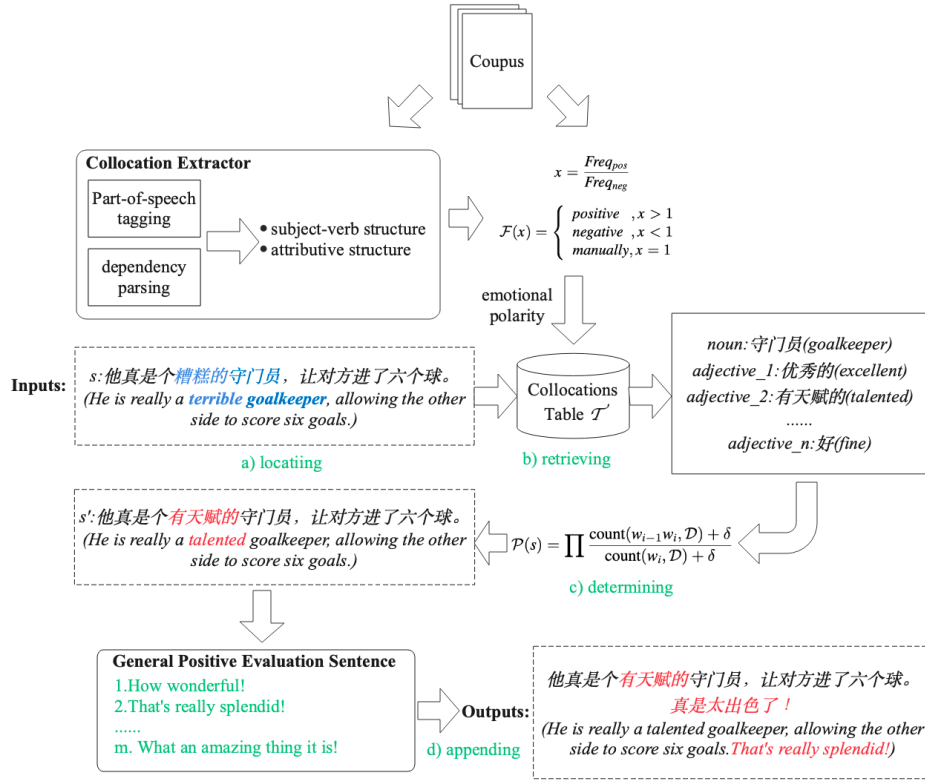 Coupus
Collocation Extractor
Part-of-speech
tagging
dependency
parsing
• subject-verb structure
• attributive structure
x = Freq_pos / Freq_neg
F(x) = { positive , x > 1
negative , x < 1
manually, x = 1
emotional
polarity
Inputs:
s:他真是个糟糕的守门员，让对方进了六个球。
(He is really a terrible goalkeeper, allowing the other
side to score six goals.)
a) locatiing
Collocations
Table T
b) retrieving
noun:守门员(goalkeeper)
adjective_1:优秀的(excellent)
adjective_2:有天赋的(talented)
......
adjective_n:好(fine)
s':他真是个有天赋的守门员，让对方进了六个球。
(He is really a talented goalkeeper, allowing the other
side to score six goals.)
P(s) = ∏ count(w_{i−1}w_i, D) + δ / count(w_i, D) + δ
c) determining
General Positive Evaluation Sentence
1.How wonderful!
2.That's really splendid!
......
m. What an amazing thing it is!
d) appending
Outputs:
他真是个有天赋的守门员，让对方进了六个球。
真是太出色了！
(He is really a talented goalkeeper, allowing the other
side to score six goals.That's really splendid!)